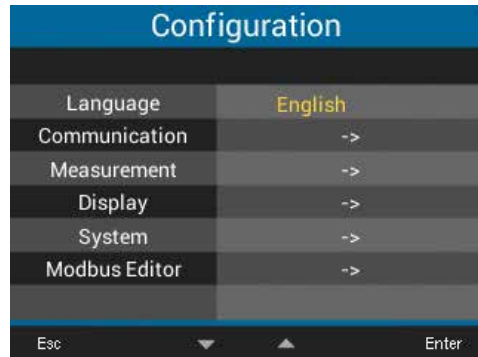 Configuration
Language English
Communication ->
Measurement ->
Display ->
System ->
Modbus Editor ->
Esc Enter